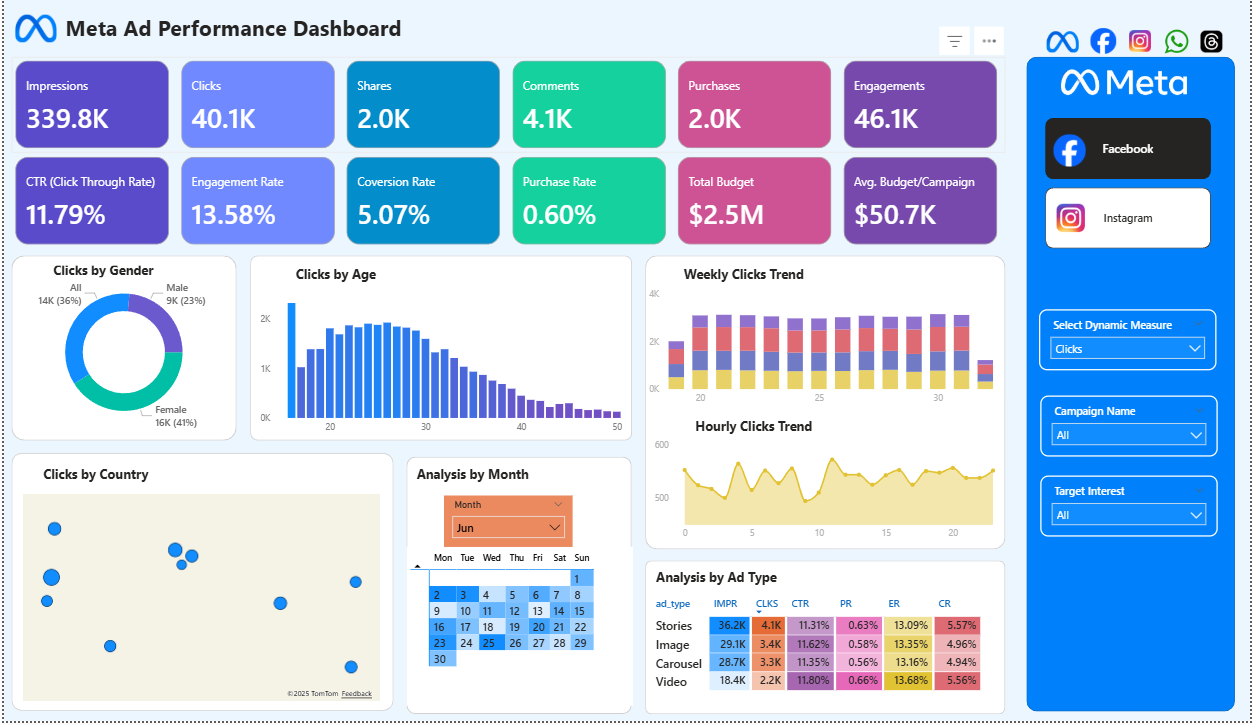 Meta Ad Performance Dashboard
Impressions
339.8K
Clicks
40.1K
Shares
2.0K
Comments
4.1K
Purchases
2.0K
Engagements
46.1K
CTR (Click Through Rate)
11.79%
Engagement Rate
13.58%
Coversion Rate
5.07%
Purchase Rate
0.60%
Total Budget
$2.5M
Avg. Budget/Campaign
$50.7K
Clicks by Gender
All
14K (36%)
Male
9K (23%)
Female
16K (41%)
Clicks by Age
2K
1K
0K
20 30 40 50
Weekly Clicks Trend
4K
2K
0K
20 25 30
Hourly Clicks Trend
600
500
0 5 10 15 20
Clicks by Country
©2025 TomTom Feedback
Analysis by Month
Month
Jun
Mon Tue Wed Thu Fri Sat Sun
1
2 3 4 5 6 7 8
9 10 11 12 13 14 15
16 17 18 19 20 21 22
23 24 25 26 27 28 29
30
Analysis by Ad Type
ad_type IMPR CLKS CTR PR ER CR
Stories 36.2K 4.1K 11.31% 0.63% 13.09% 5.57%
Image 29.1K 3.4K 11.62% 0.58% 13.35% 4.96%
Carousel 28.7K 3.3K 11.35% 0.56% 13.16% 4.94%
Video 18.4K 2.2K 11.80% 0.66% 13.68% 5.56%
Meta
Facebook
Instagram
Select Dynamic Measure
Clicks
Campaign Name
All
Target Interest
All